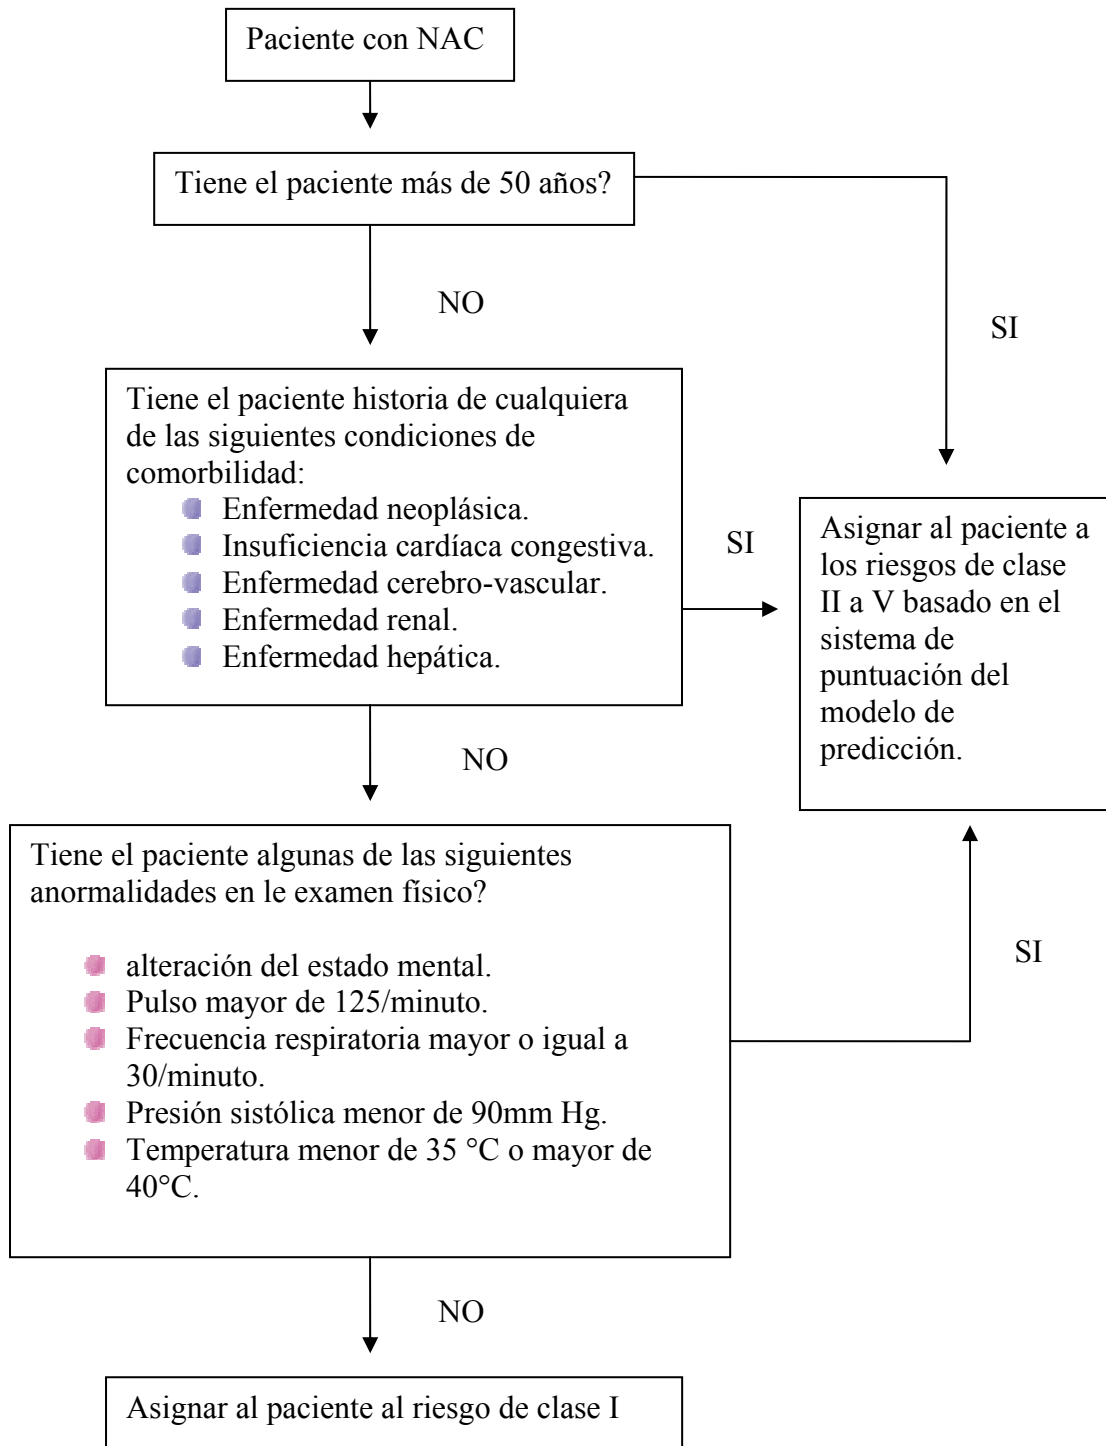 Paciente con NAC
Tiene el paciente más de 50 años?
NO
SI
Tiene el paciente historia de cualquiera
de las siguientes condiciones de
comorbilidad:
Enfermedad neoplásica.
Insuficiencia cardíaca congestiva.
Enfermedad cerebro-vascular.
Enfermedad renal.
Enfermedad hepática.
SI
Asignar al paciente a
los riesgos de clase
II a V basado en el
sistema de
puntuación del
modelo de
predicción.
NO
Tiene el paciente algunas de las siguientes
anormalidades en le examen físico?
alteración del estado mental.
Pulso mayor de 125/minuto.
Frecuencia respiratoria mayor o igual a
30/minuto.
Presión sistólica menor de 90mm Hg.
Temperatura menor de 35 °C o mayor de
40°C.
SI
NO
Asignar al paciente al riesgo de clase I